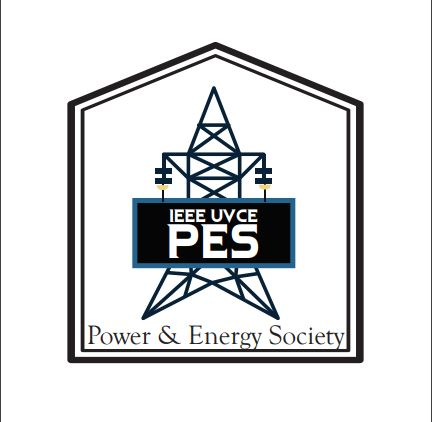 IEEE UVCE
PES
Power & Energy Society